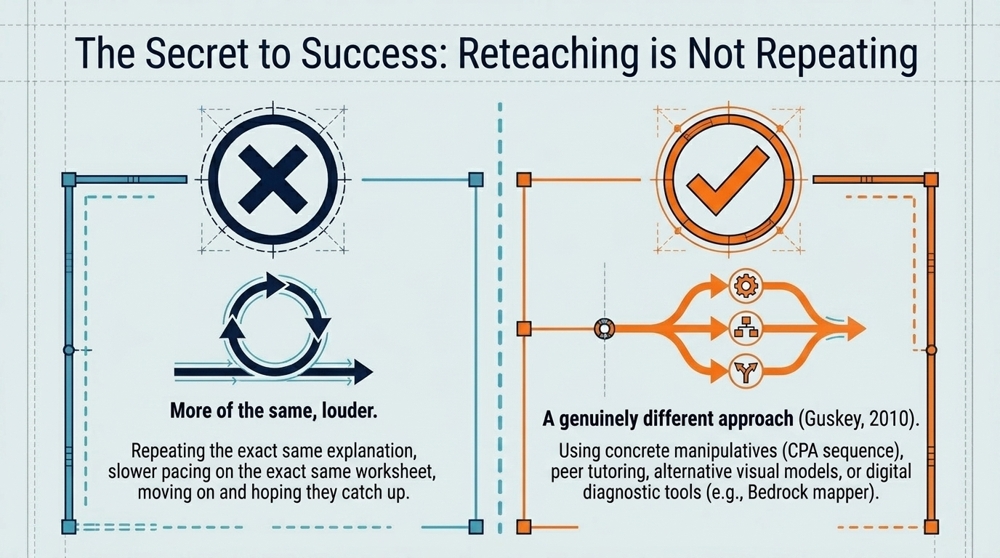 The Secret to Success: Reteaching is Not Repeating
More of the same, louder.
Repeating the exact same explanation,
slower pacing on the exact same worksheet,
moving on and hoping they catch up.
A genuinely different approach (Guskey, 2010).
Using concrete manipulatives (CPA sequence),
peer tutoring, alternative visual models, or digital
diagnostic tools (e.g., Bedrock mapper).